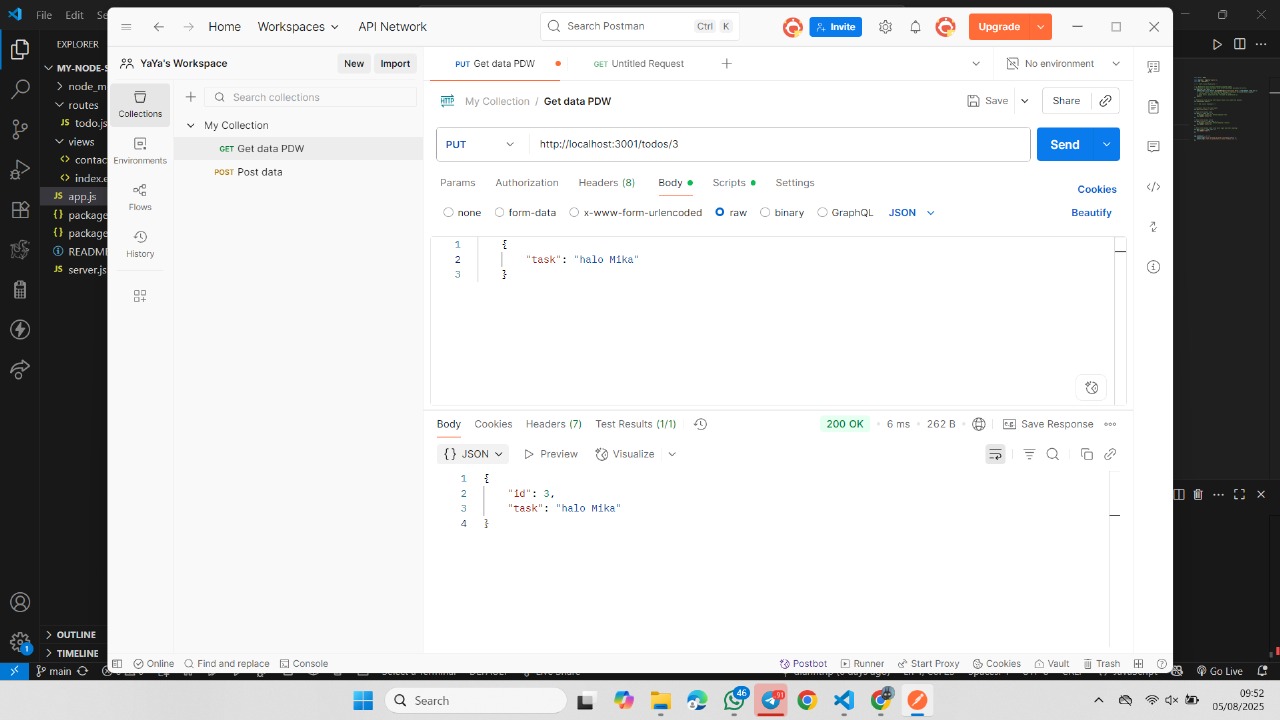 File Edit Se
Home Workspaces API Network Search Postman Ctrl K Invite Upgrade
EXPLORER
MY-NODE-S
node_m
routes
JS todo.js
views
contac
index.e
JS app.js
{} package
{} package
README
JS server.js
OUTLINE
TIMELINE
YaYa's Workspace New Import
Collections
Environments
Flows
History
Search collections
My Collection
GET Get data PDW
POST Post data
PUT Get data PDW GET Untitled Request No environment
My Collection / Get data PDW Save Share
PUT http://localhost:3001/todos/3 Send
Params Authorization Headers (8) Body Scripts Settings Cookies
none form-data x-www-form-urlencoded raw binary GraphQL JSON Beautify
1 {
2 "task": "halo Mika"
3 }
Body Cookies Headers (7) Test Results (1/1) 200 OK 6 ms 262 B Save Response
{} JSON Preview Visualize
1 {
2 "id": 3,
3 "task": "halo Mika"
4 }
Online Find and replace Console Postbot Runner Start Proxy Cookies Vault Trash
1
main Go Live
Search 46 91
09:52
05/08/2025